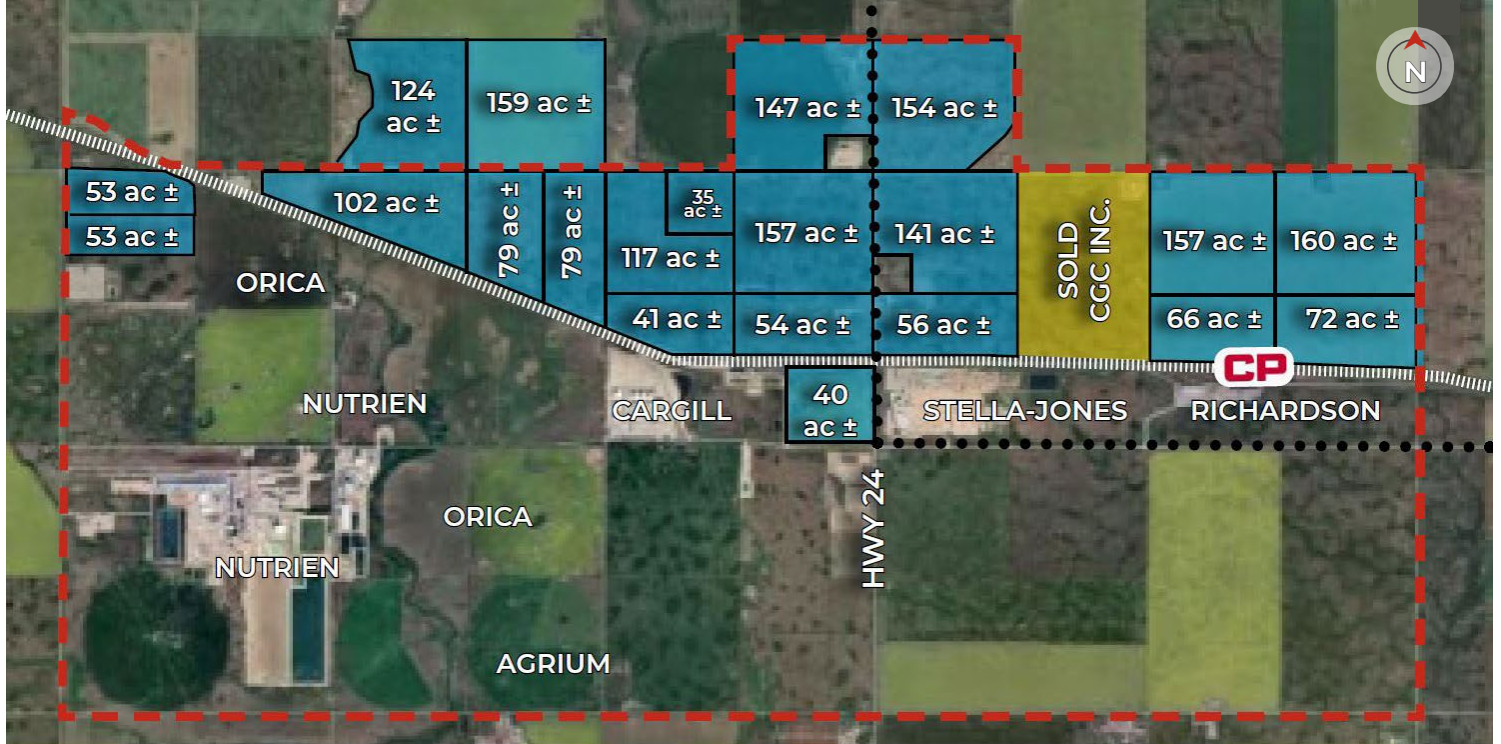 N
124
ac ±
159 ac ±
147 ac ±
154 ac ±
53 ac ±
53 ac ±
102 ac ±
79 ac ±
79 ac ±
35
ac ±
117 ac ±
157 ac ±
141 ac ±
SOLD
CGC INC.
157 ac ±
160 ac ±
41 ac ±
54 ac ±
56 ac ±
66 ac ±
72 ac ±
ORICA
CP
NUTRIEN
CARGILL
40
ac ±
STELLA-JONES
RICHARDSON
ORICA
HWY 24
NUTRIEN
AGRIUM